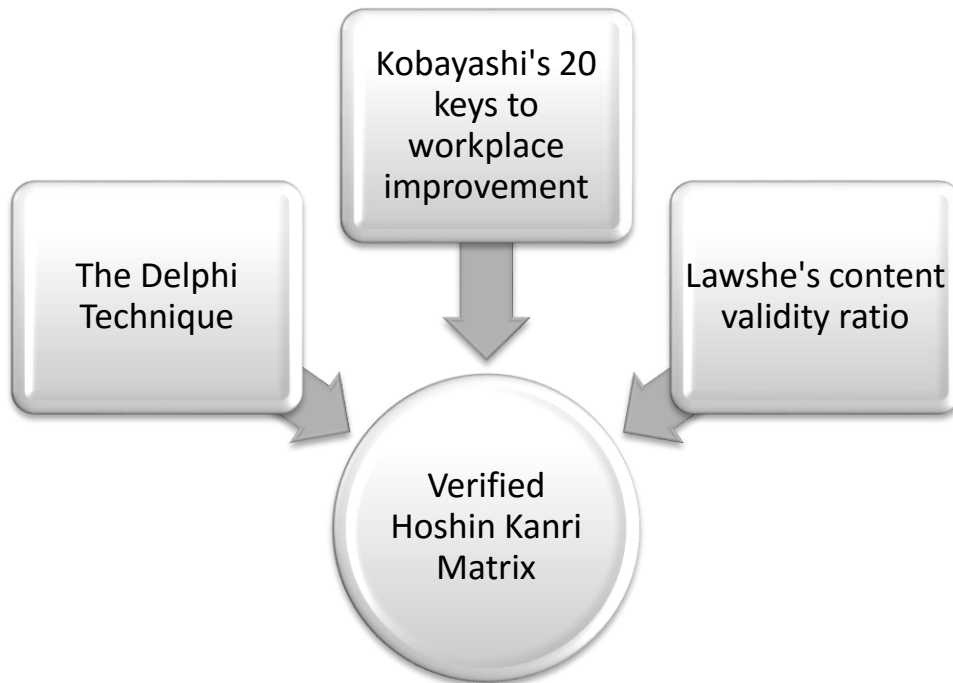 Kobayashi's 20
keys to
workplace
improvement
The Delphi
Technique
Lawshe's content
validity ratio
Verified
Hoshin Kanri
Matrix